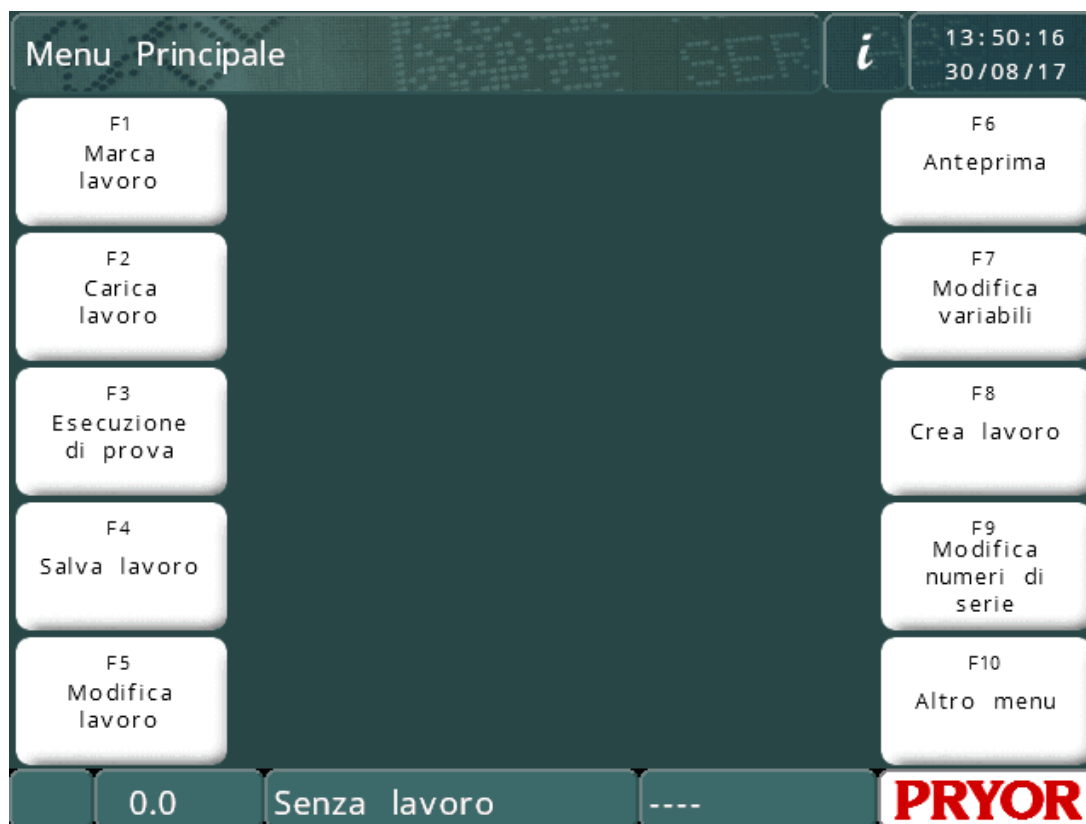 Menu Principale
i
13:50:16
30/08/17
F1
Marca
lavoro
F2
Carica
lavoro
F3
Esecuzione
di prova
F4
Salva lavoro
F5
Modifica
lavoro
F6
Anteprima
F7
Modifica
variabili
F8
Crea lavoro
F9
Modifica
numeri di
serie
F10
Altro menu
0.0
Senza lavoro
----
PRYOR